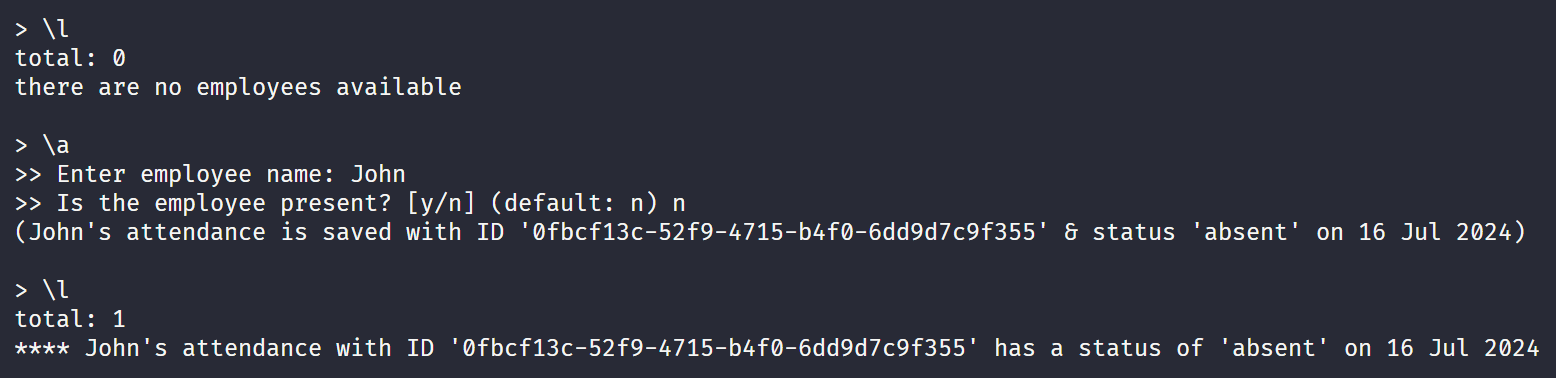 > \l
total: 0
there are no employees available
> \a
>> Enter employee name: John
>> Is the employee present? [y/n] (default: n) n
(John's attendance is saved with ID '0fbcf13c-52f9-4715-b4f0-6dd9d7c9f355' & status 'absent' on 16 Jul 2024)
> \l
total: 1
**** John's attendance with ID '0fbcf13c-52f9-4715-b4f0-6dd9d7c9f355' has a status of 'absent' on 16 Jul 2024